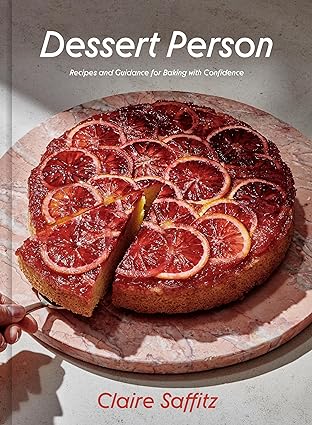 Dessert Person
Recipes and Guidance for Baking with Confidence
Claire Saffitz